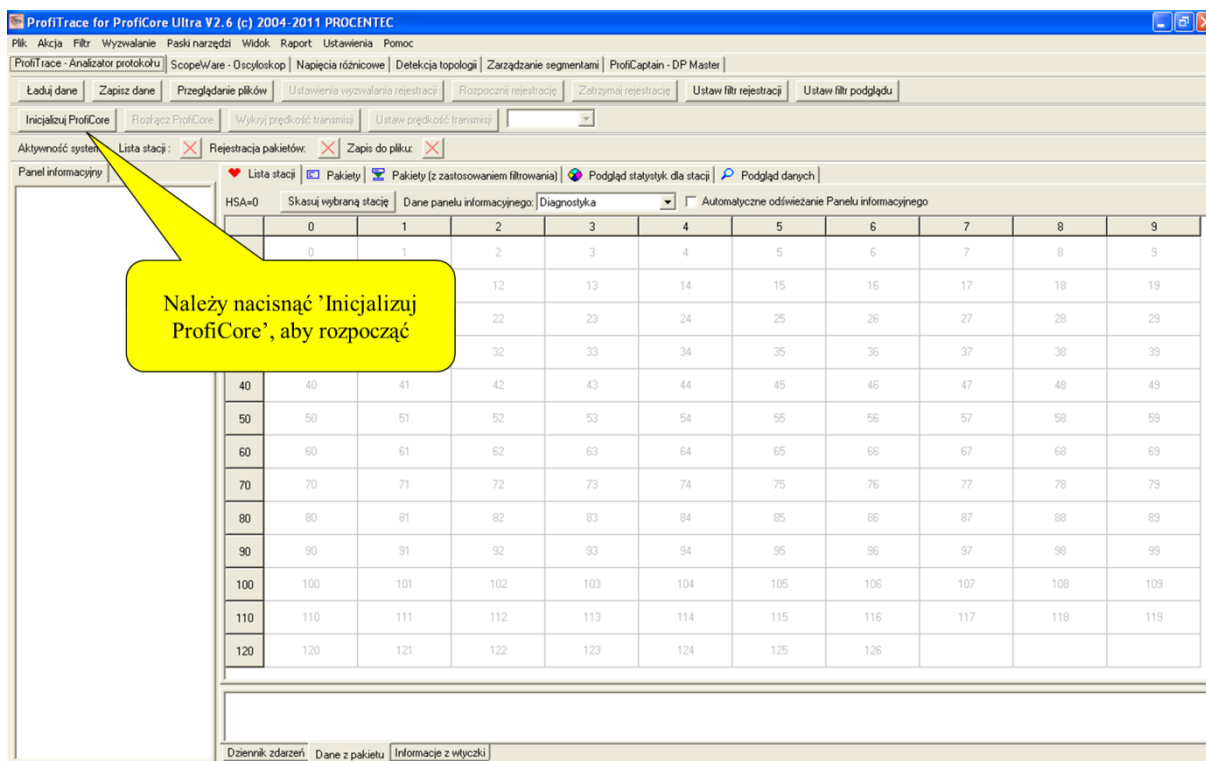 ProfiTrace for ProfiCore Ultra V2.6 (c) 2004-2011 PROCENTEC
Plik Akcja Filtr Wyzwalanie Paski narzędzi Widok Raport Ustawienia Pomoc
ProfiTrace - Analizator protokołu ScopeWare - Oscyloskop Napięcia różnicowe Detekcja topologii Zarządzanie segmentami ProfiCaptain - DP Master
Ładuj dane Zapisz dane Przeglądanie plików Ustawienia wyzwalania rejestracji Rozpocznij rejestrację Zatrzymaj rejestrację Ustaw filtr rejestracji Ustaw filtr podglądu
Inicjalizuj ProfiCore Rozłącz ProfiCore Wykyj prędkość transmisji Ustaw prędkość transmisji
Aktywność system Lista stacji : Rejestracja pakietów: Zapis do pliku:
Panel informacyjny Lista stacji Pakiety Pakiety (z zastosowaniem filtrowania) Podgląd statystyk dla stacji Podgląd danych
HSA=0 Skasuj wybraną stację Dane panelu informacyjnego: Diagnostyka Automatyczne odświeżanie Panelu informacyjnego
0 1 2 3 4 5 6 7 8 9
0 1 2 3 4 5 6 7 8 9
12 13 14 15 16 17 18 19
22 23 24 25 26 27 28 29
32 33 34 35 36 37 38 39
Należy nacisnąć ’Inicjalizuj
ProfiCore’, aby rozpocząć
40 40 41 42 43 44 45 46 47 48 49
50 50 51 52 53 54 55 56 57 58 59
60 60 61 62 63 64 65 66 67 68 69
70 70 71 72 73 74 75 76 77 78 79
80 80 81 82 83 84 85 86 87 88 89
90 90 91 92 93 94 95 96 97 98 99
100 100 101 102 103 104 105 106 107 108 109
110 110 111 112 113 114 115 116 117 118 119
120 120 121 122 123 124 125 126
Dziennik zdarzeń Dane z pakietu Informacje z wtyczki